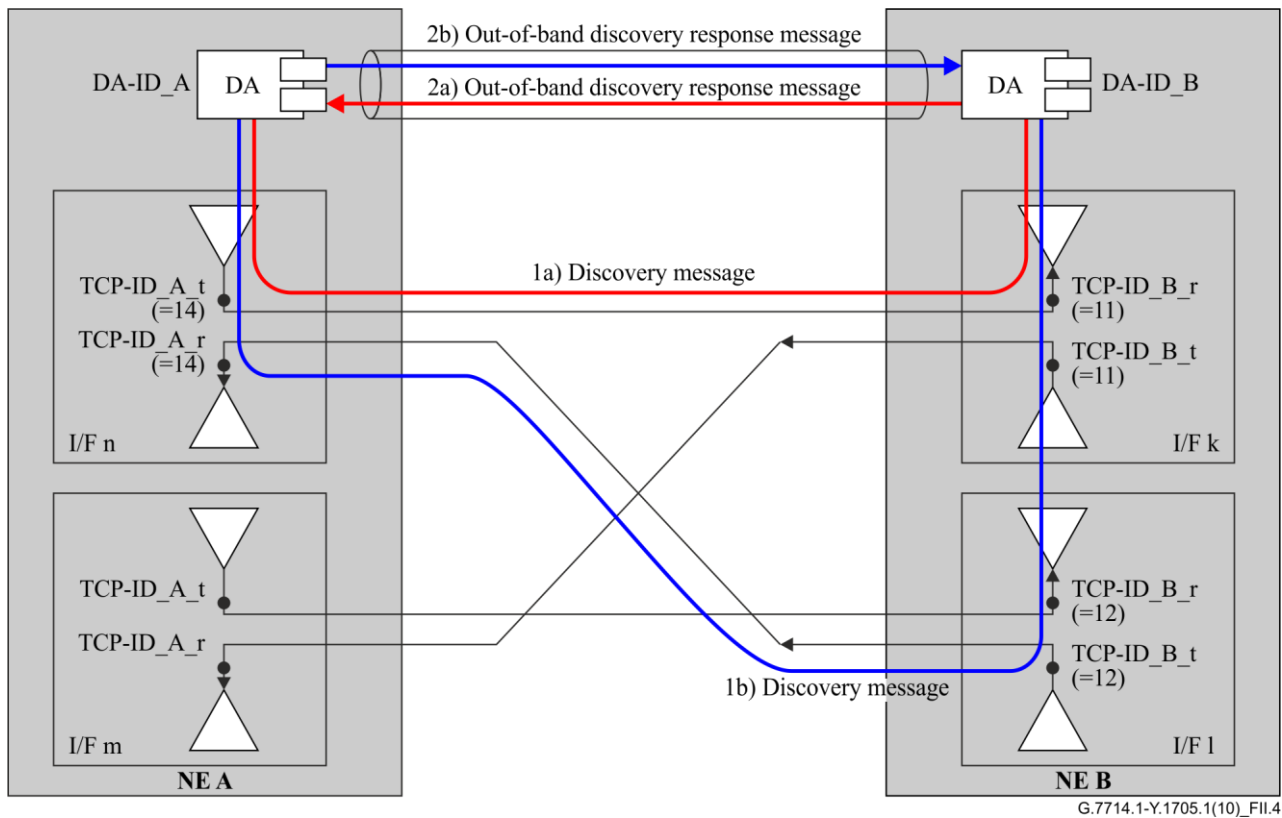 2b) Out-of-band discovery response message
DA-ID_A
DA
2a) Out-of-band discovery response message
DA
DA-ID_B
1a) Discovery message
TCP-ID_A_t
(=14)
TCP-ID_A_r
(=14)
I/F n
TCP-ID_B_r
(=11)
TCP-ID_B_t
(=11)
I/F k
TCP-ID_A_t
TCP-ID_A_r
I/F m
NE A
1b) Discovery message
TCP-ID_B_r
(=12)
TCP-ID_B_t
(=12)
I/F l
NE B
G.7714.1-Y.1705.1(10)_FII.4